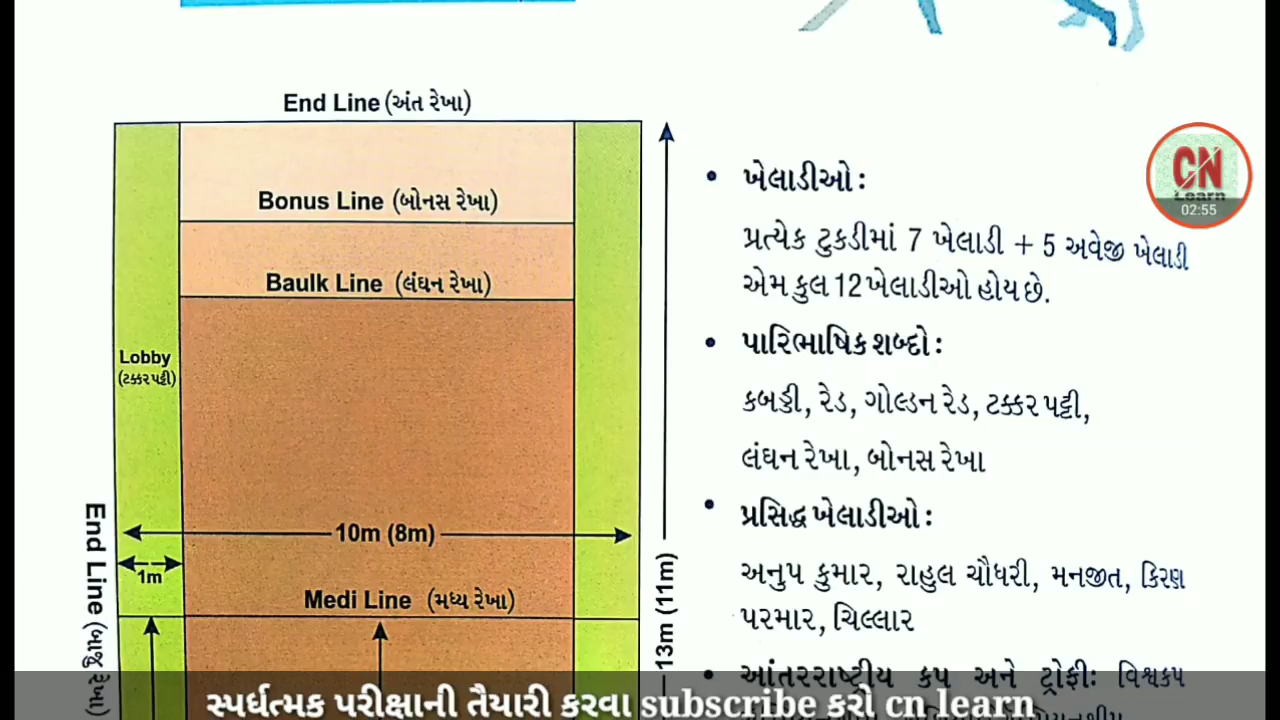 End Line (અંત રેખા)
Bonus Line (બોનસ રેખા)
Baulk Line (લંઘન રેખા)
Lobby
(ટક્કર પટ્ટી)
10m (8m)
1m
Medi Line (મધ્ય રેખા)
End Line (બાજુ રેખા)
13m (11m)
CN
Learn
02:55
• ખેલાડીઓ :
પ્રત્યેક ટુકડીમાં 7 ખેલાડી + 5 અવેજી ખેલાડી
એમ કુલ 12 ખેલાડીઓ હોય છે.
• પારિભાષિક શબ્દો :
કબડ્ડી, રેડ, ગોલ્ડન રેડ, ટક્કર પટ્ટી,
લંઘન રેખા, બોનસ રેખા
• પ્રસિદ્ધ ખેલાડીઓ :
અનુપ કુમાર, રાહુલ ચૌધરી, મનજીત, કિરણ
પરમાર, ચિલ્લાર
• આંતરરાષ્ટ્રીય કપ અને ટ્રોફી: વિશ્વકપ
સ્પર્ધત્મક પરીક્ષાની તૈયારી કરવા subscribe કરો cn learn